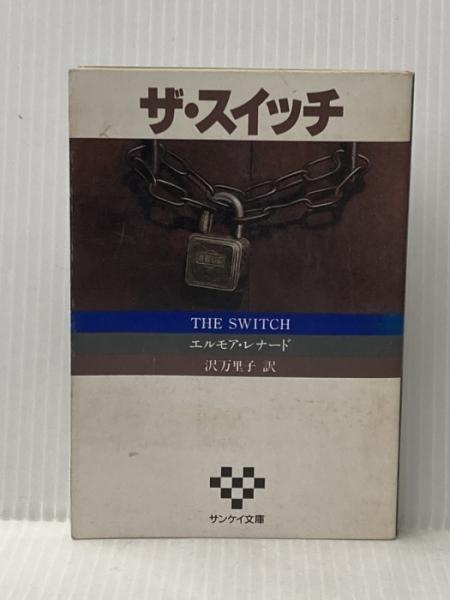 ザ・スイッチ
THE SWITCH
エルモア・レナード
沢万里子 訳
サンケイ文庫